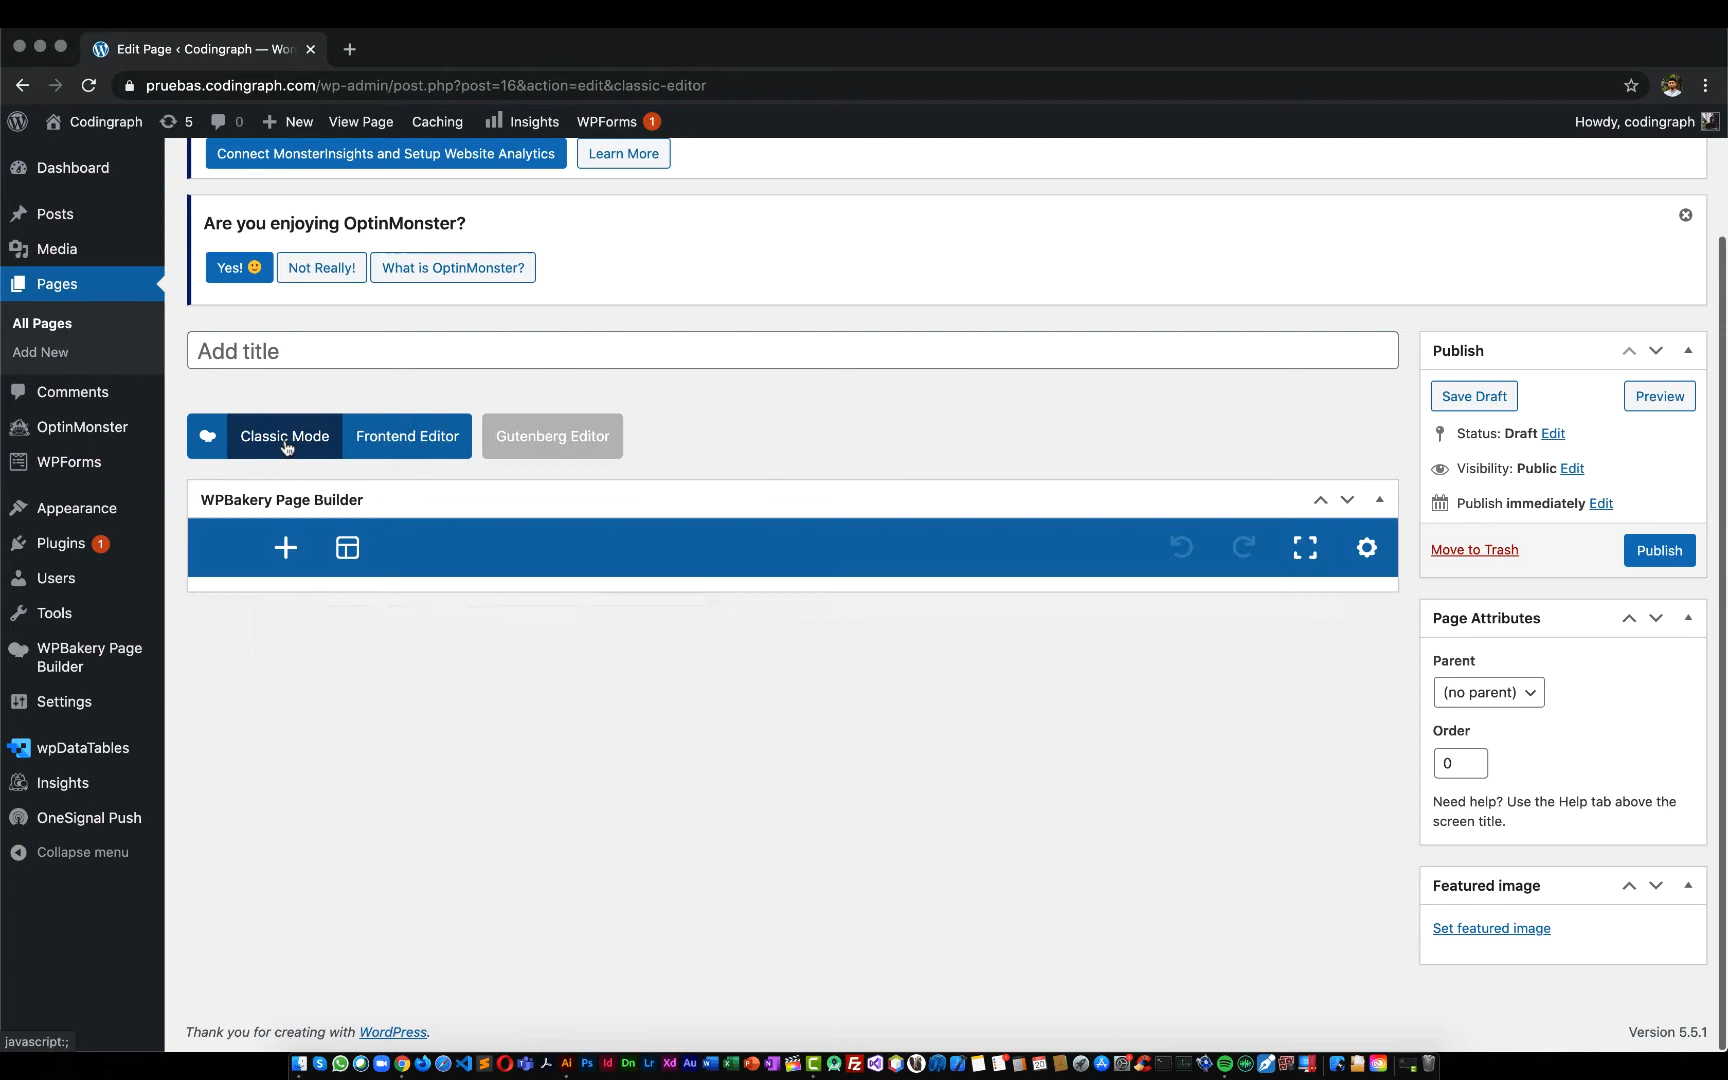 Edit Page ‹ Codingraph — Wor
pruebas.codingraph.com/wp-admin/post.php?post=16&action=edit&classic-editor
Codingraph 5 0 New View Page Caching Insights WPForms 1 Howdy, codingraph
Connect MonsterInsights and Setup Website Analytics Learn More
Are you enjoying OptinMonster?
Yes! 🙂 Not Really! What is OptinMonster?
Dashboard
Posts
Media
Pages
All Pages
Add New
Comments
OptinMonster
WPForms
Appearance
Plugins 1
Users
Tools
WPBakery Page
Builder
Settings
wpDataTables
Insights
OneSignal Push
Collapse menu
Add title
Classic Mode Frontend Editor Gutenberg Editor
WPBakery Page Builder
Publish
Save Draft Preview
Status: Draft Edit
Visibility: Public Edit
Publish immediately Edit
Move to Trash Publish
Page Attributes
Parent
(no parent)
Order
0
Need help? Use the Help tab above the
screen title.
Featured image
Set featured image
Thank you for creating with WordPress.
Version 5.5.1
javascript:;
Ai Ps Id Dn Lr Xd Au